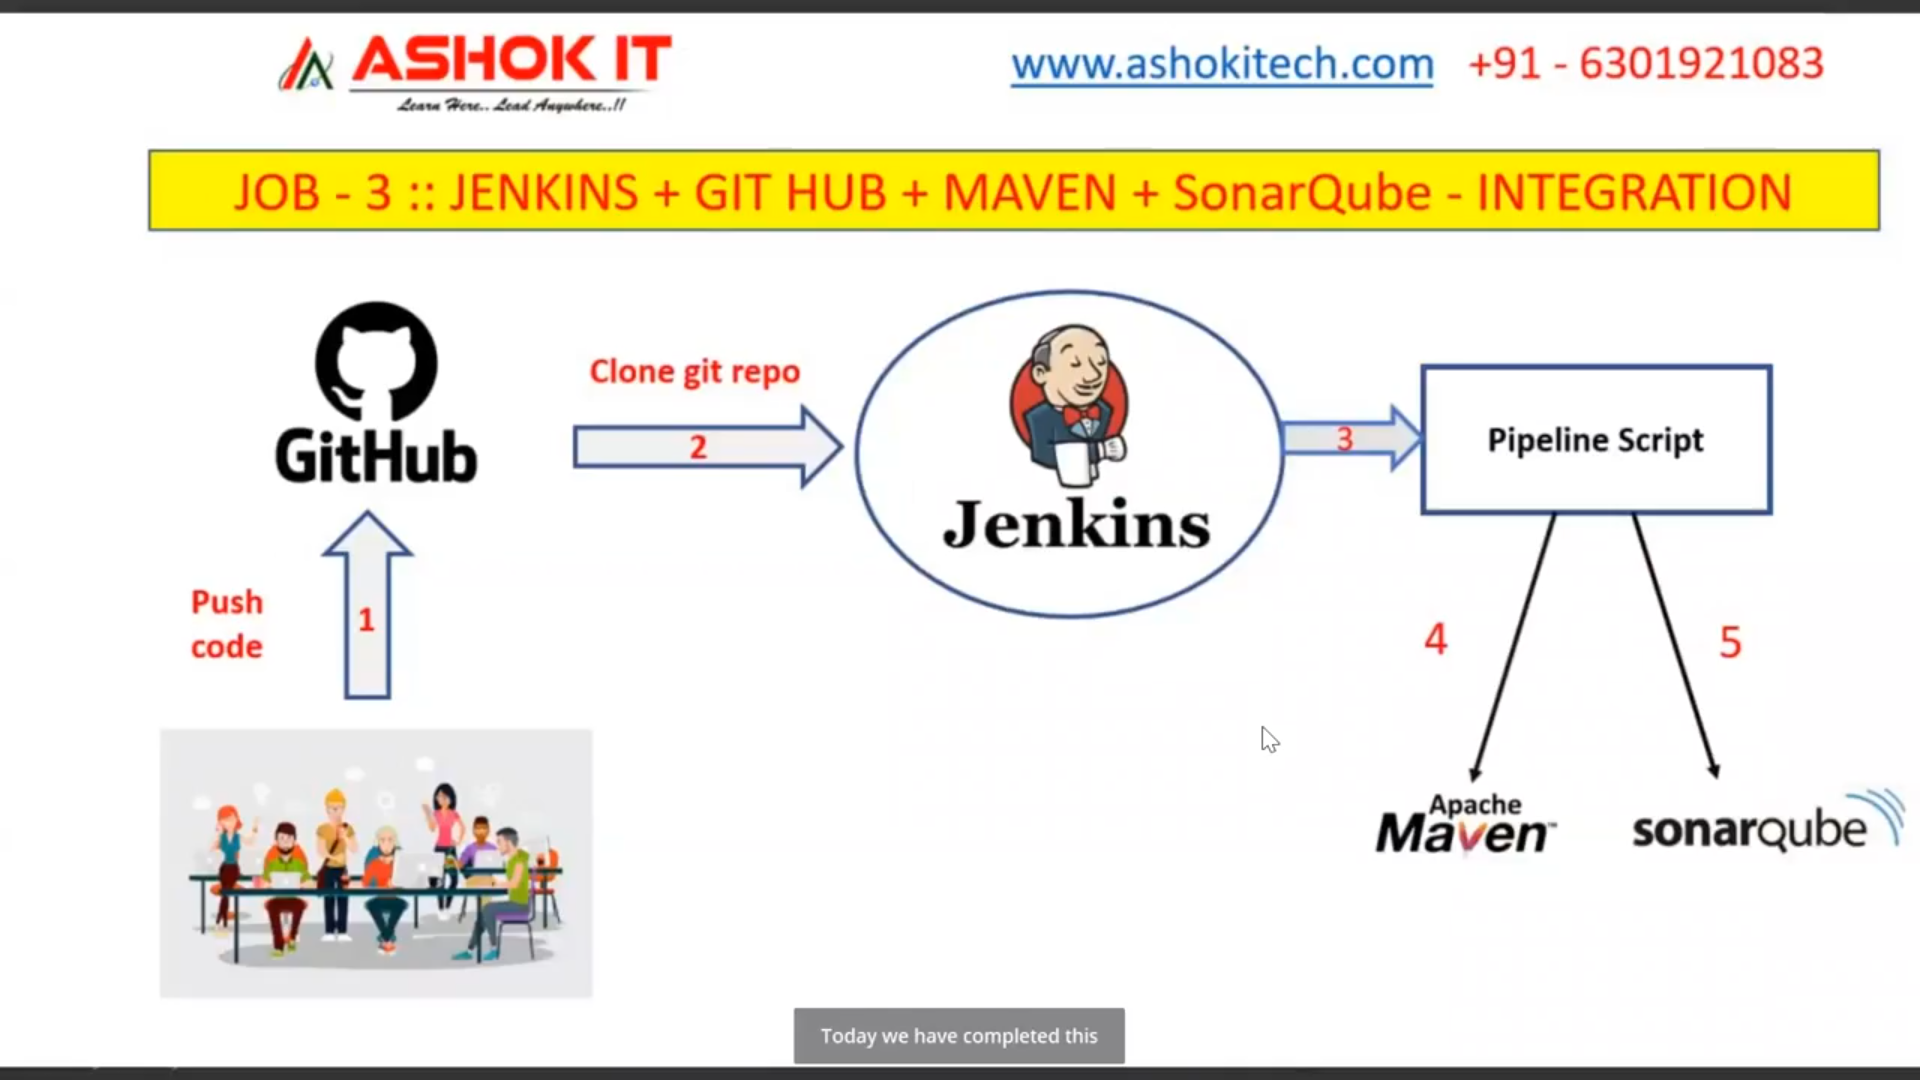 ASHOK IT
Learn Here.. Lead Anywhere..!!
www.ashokitech.com +91 - 6301921083
JOB - 3 :: JENKINS + GIT HUB + MAVEN + SonarQube - INTEGRATION
GitHub
Clone git repo
2
Jenkins
3
Pipeline Script
Push
code
1
4
5
Apache
Maven™
sonarqube
Today we have completed this